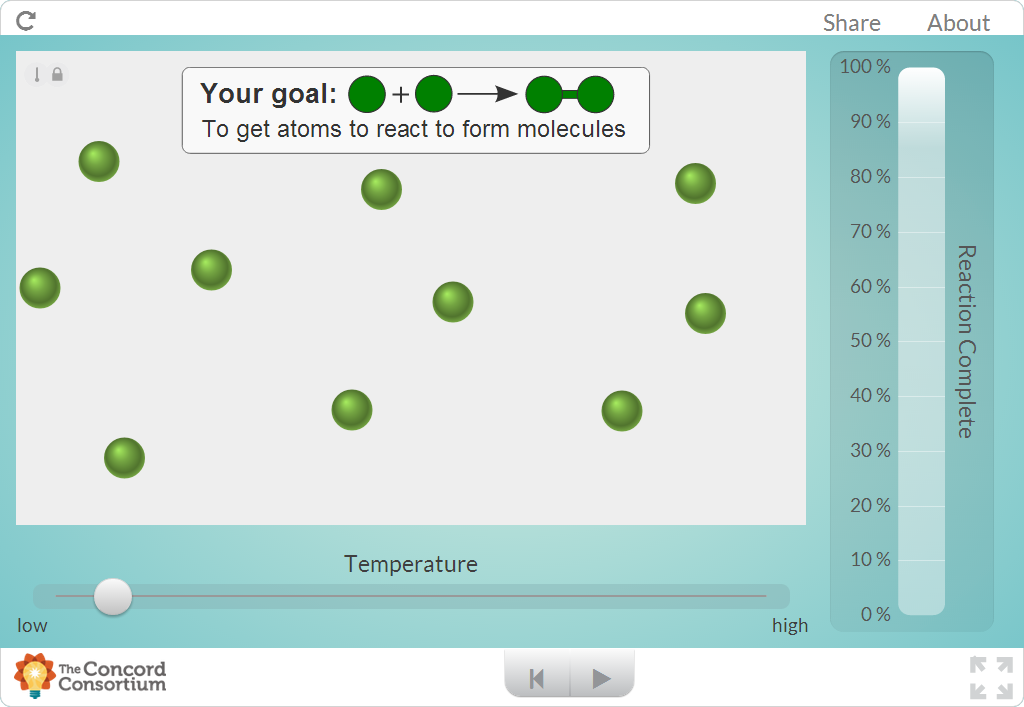 Share About
Your goal: +
To get atoms to react to form molecules
100 %
90 %
80 %
70 %
60 %
50 %
40 %
30 %
20 %
10 %
0 %
Reaction Complete
Temperature
low high
The Concord
Consortium